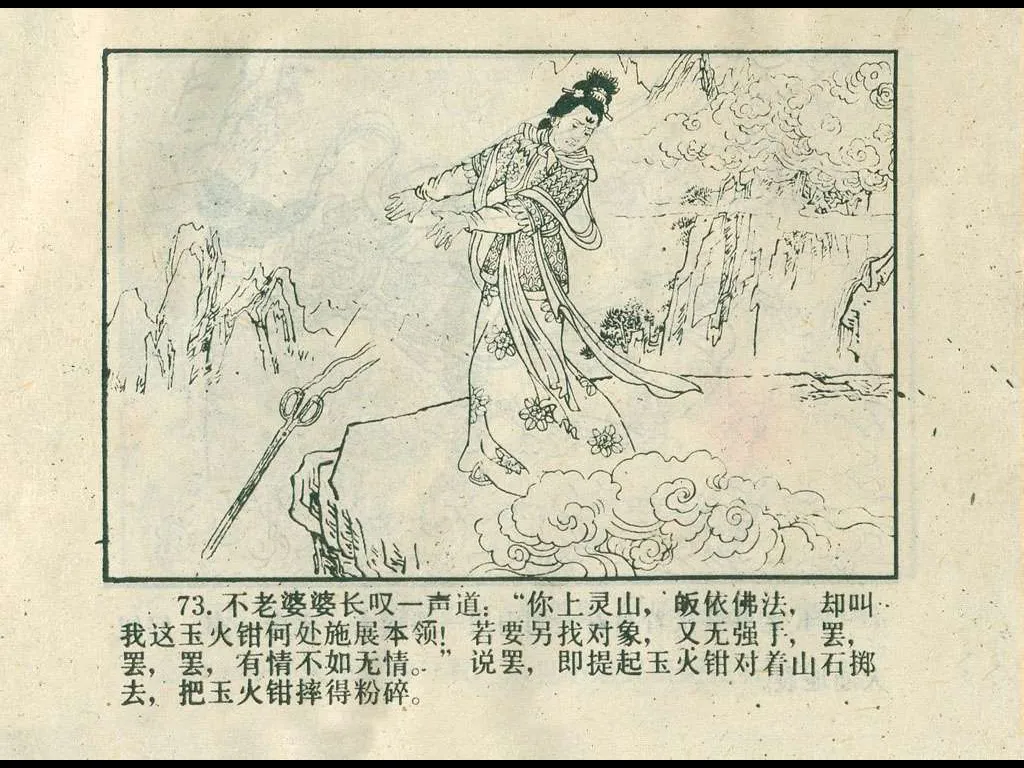 73. 不老婆婆长叹一声道："你上灵山，皈依佛法，却叫
我这玉火钳何处施展本领！若要另找对象，又无强手，罢，
罢，罢，有情不如无情。"说罢，即提起玉火钳对着山石掷
去，把玉火钳摔得粉碎。